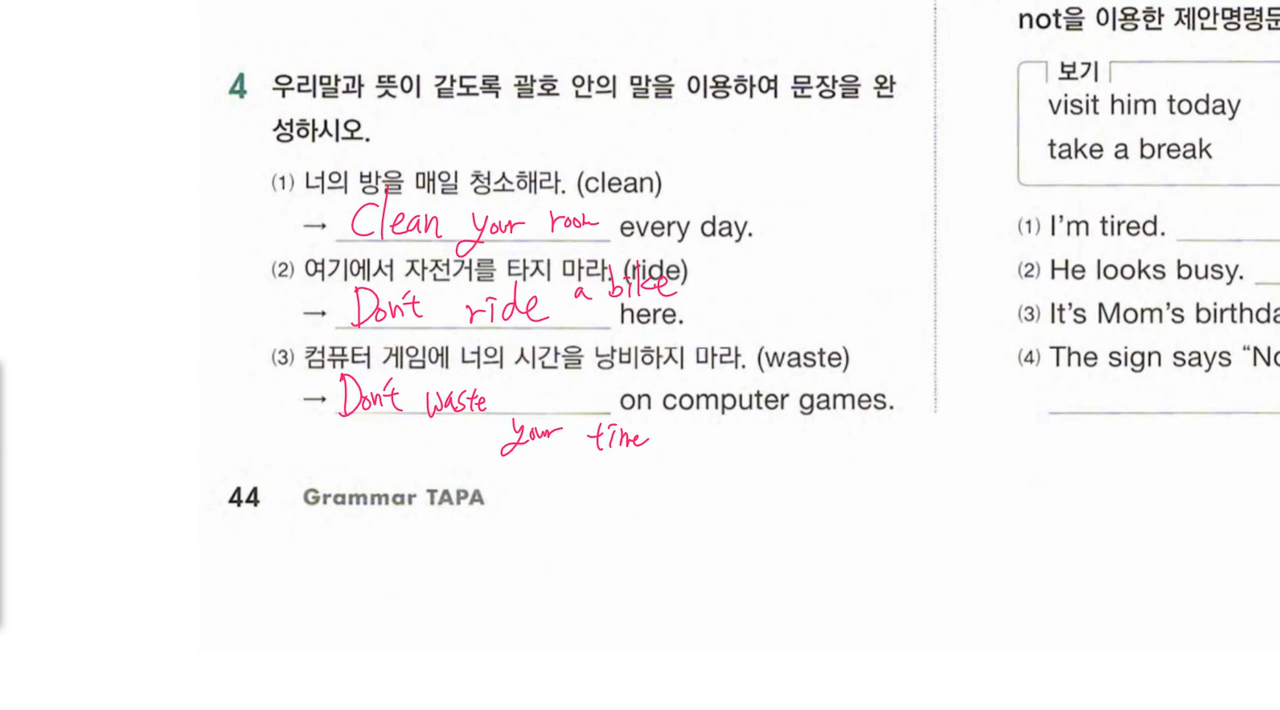 4 우리말과 뜻이 같도록 괄호 안의 말을 이용하여 문장을 완
성하시오.
(1) 너의 방을 매일 청소해라. (clean)
→ Clean your room every day.
(2) 여기에서 자전거를 타지 마라. (ride)
→ Don't ride a bike here.
(3) 컴퓨터 게임에 너의 시간을 낭비하지 마라. (waste)
→ Don't waste on computer games.
your time
44 Grammar TAPA
not을 이용한 제안명령문
보기
visit him today
take a break
(1) I'm tired.
(2) He looks busy.
(3) It's Mom's birthda
(4) The sign says “No